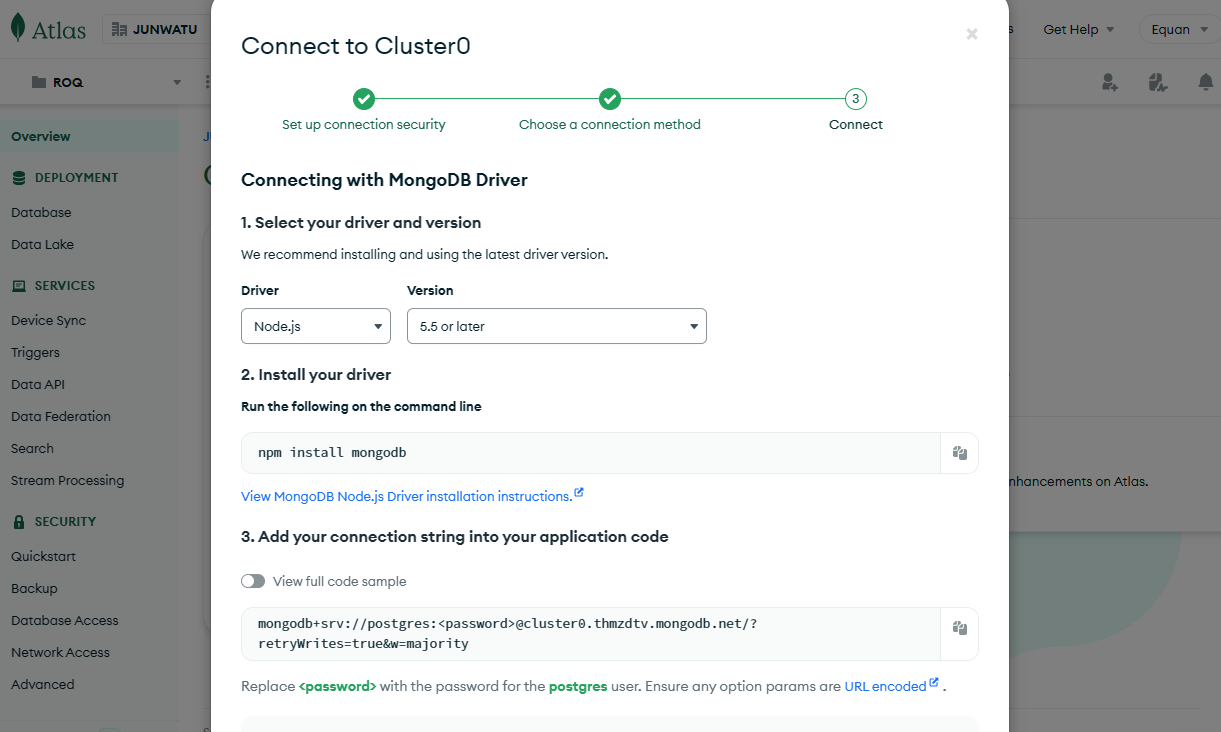 Atlas
JUNWATU
Get Help
Equan
ROQ
Overview
DEPLOYMENT
Database
Data Lake
SERVICES
Device Sync
Triggers
Data API
Data Federation
Search
Stream Processing
SECURITY
Quickstart
Backup
Database Access
Network Access
Advanced
Connect to Cluster0
Set up connection security
Choose a connection method
3
Connect
Connecting with MongoDB Driver
1. Select your driver and version
We recommend installing and using the latest driver version.
Driver
Version
Node.js
5.5 or later
2. Install your driver
Run the following on the command line
npm install mongodb
View MongoDB Node.js Driver installation instructions.
3. Add your connection string into your application code
View full code sample
mongodb+srv://postgres:<password>@cluster0.thmzdtv.mongodb.net/?
retryWrites=true&w=majority
Replace <password> with the password for the postgres user. Ensure any option params are URL encoded .
nhancements on Atlas.